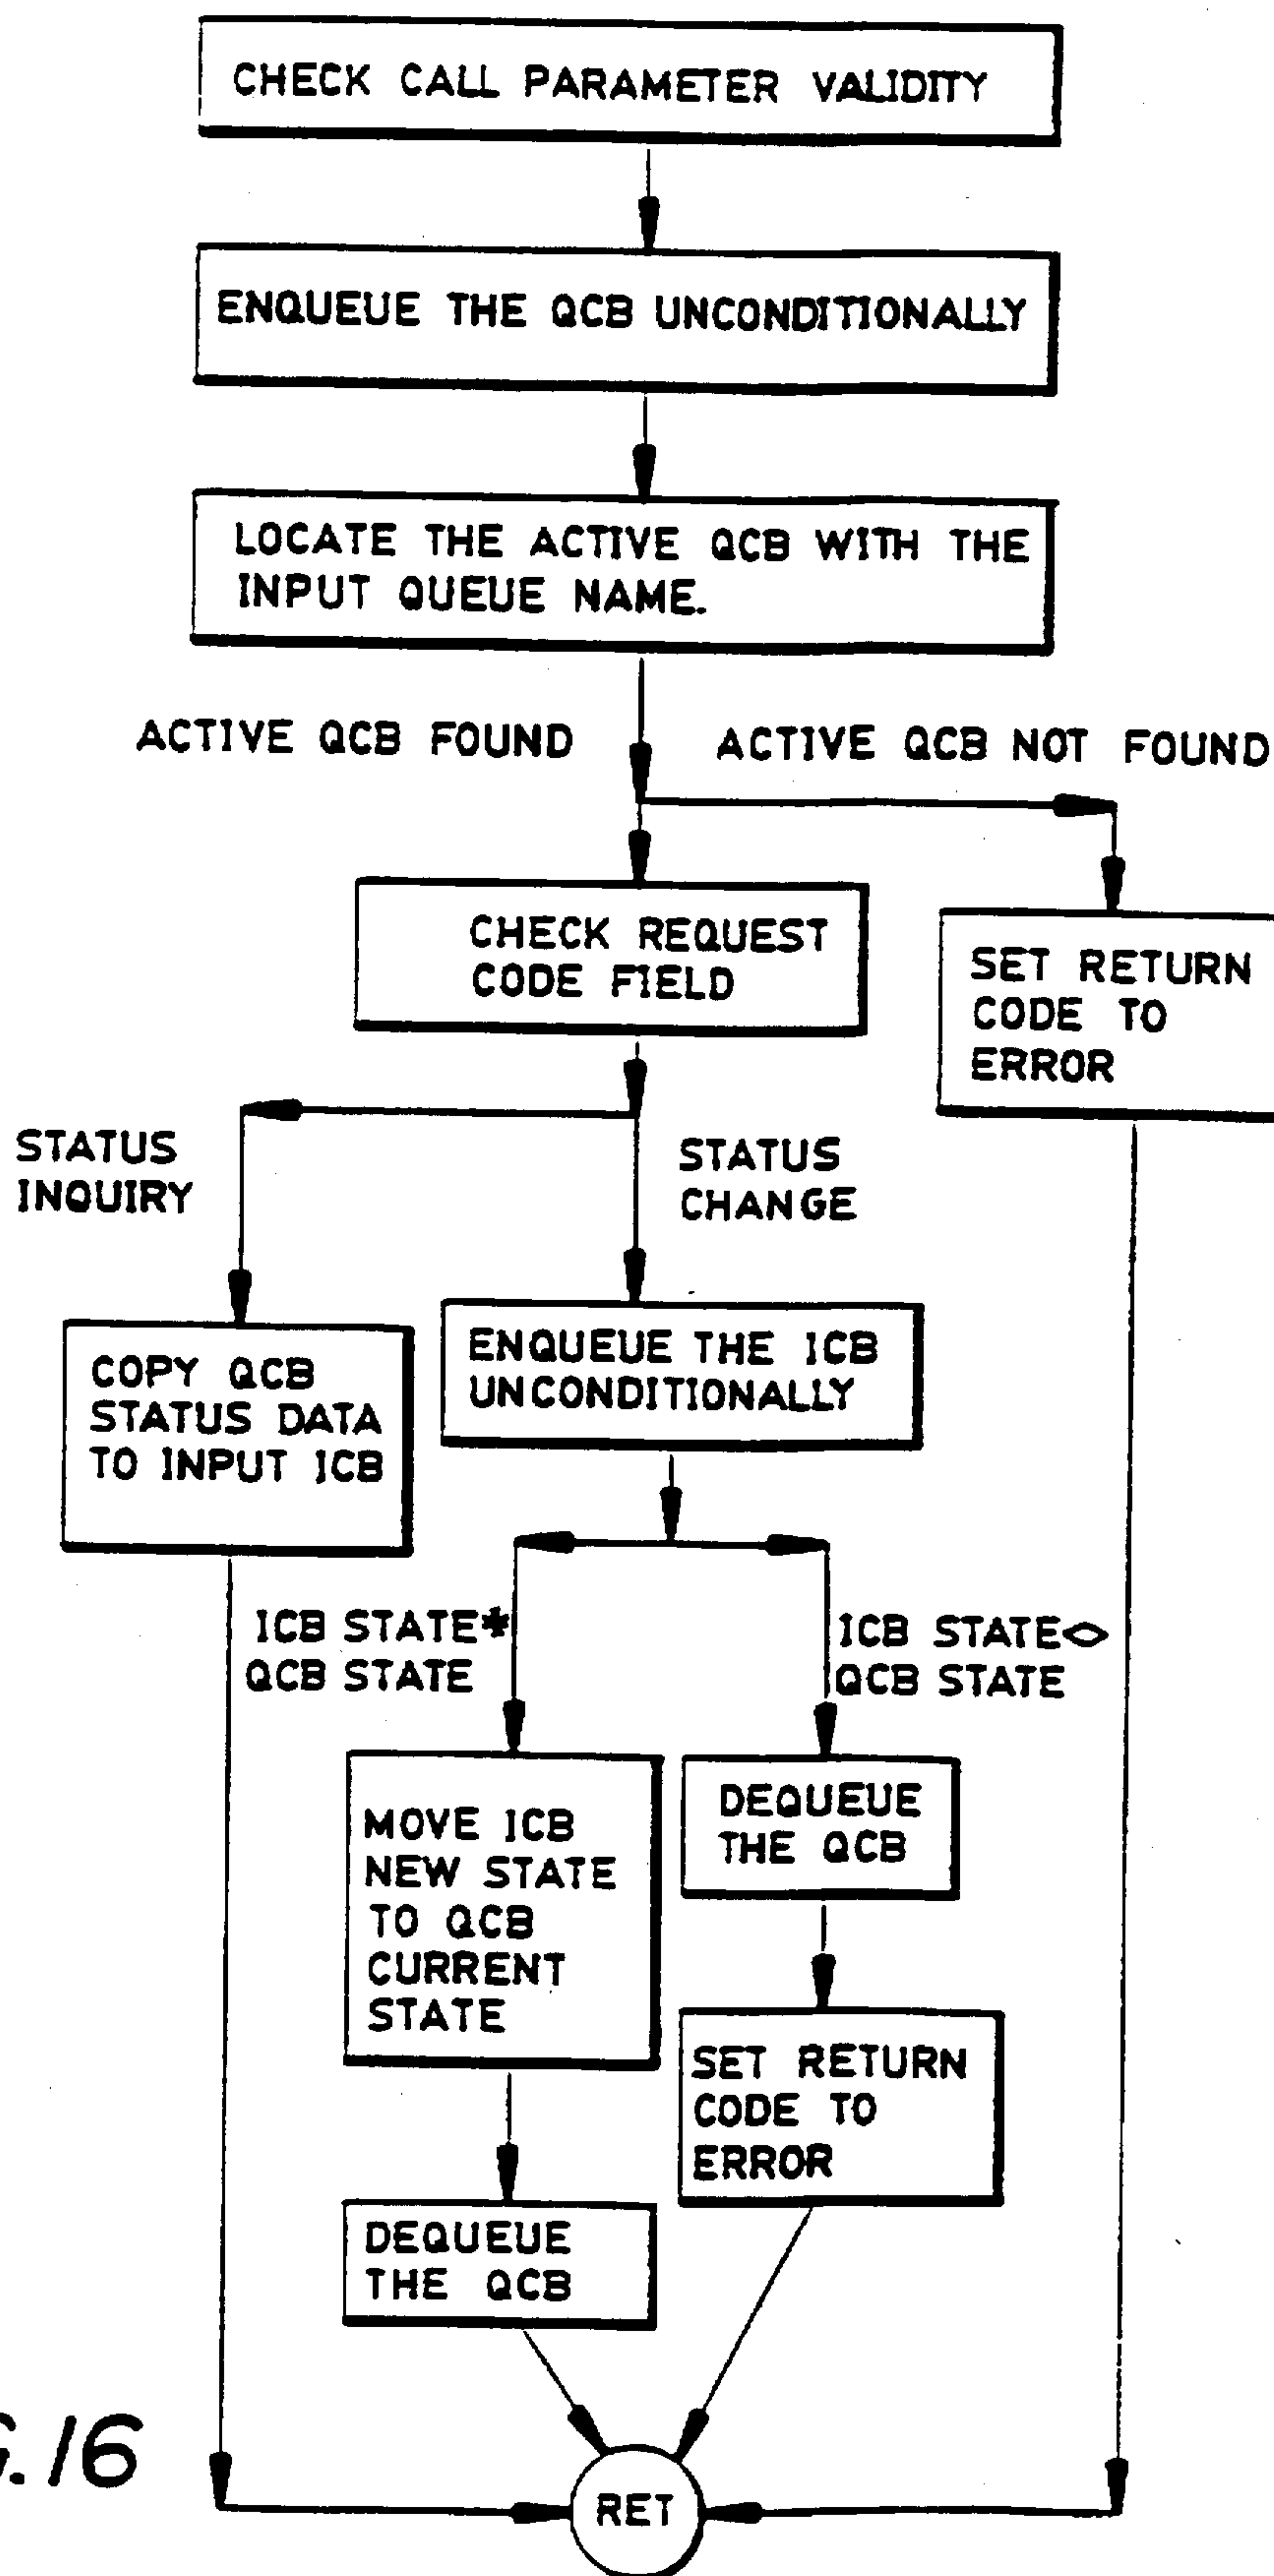 CHECK CALL PARAMETER VALIDITY
ENQUEUE THE QCB UNCONDITIONALLY
LOCATE THE ACTIVE QCB WITH THE
INPUT QUEUE NAME.
ACTIVE QCB FOUND
ACTIVE QCB NOT FOUND
CHECK REQUEST
CODE FIELD
SET RETURN
CODE TO
ERROR
STATUS
INQUIRY
STATUS
CHANGE
COPY QCB
STATUS DATA
TO INPUT ICB
ENQUEUE THE ICB
UNCONDITIONALLY
ICB STATE*
QCB STATE
ICB STATE<>
QCB STATE
MOVE ICB
NEW STATE
TO QCB
CURRENT
STATE
DEQUEUE
THE QCB
SET RETURN
CODE TO
ERROR
DEQUEUE
THE QCB
RET
G.16